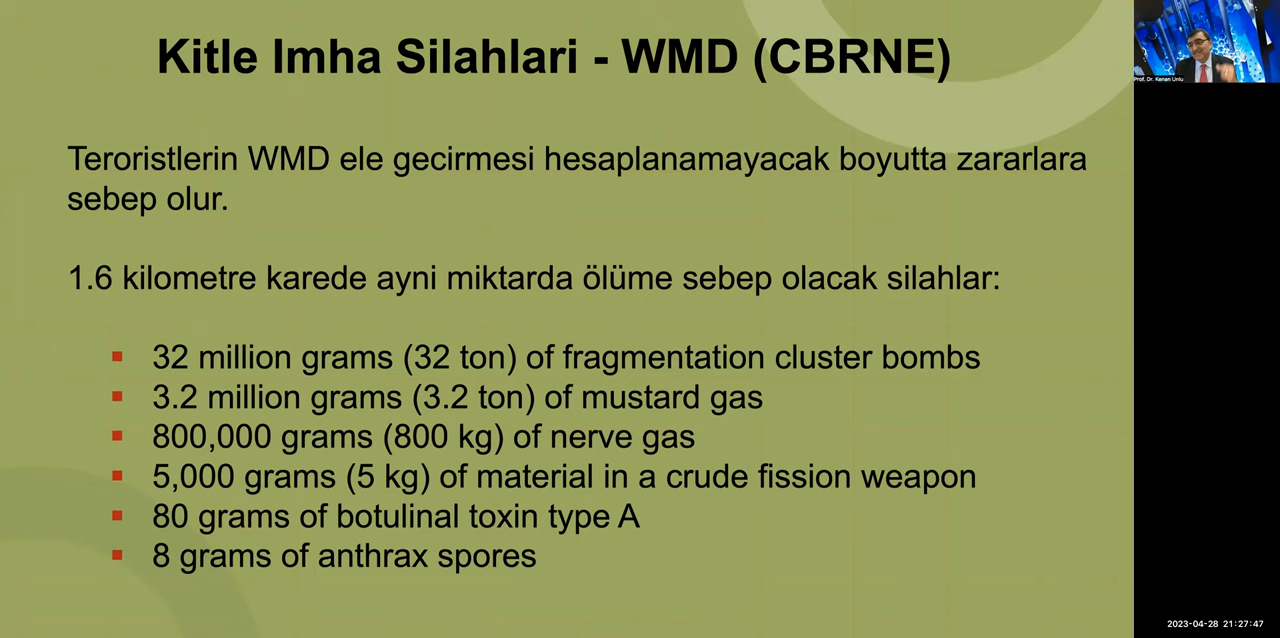 Kitle Imha Silahlari - WMD (CBRNE)
Prof. Dr. Kenan Unlu
Teroristlerin WMD ele gecirmesi hesaplanamayacak boyutta zararlara
sebep olur.
1.6 kilometre karede ayni miktarda ölüme sebep olacak silahlar:
▪ 32 million grams (32 ton) of fragmentation cluster bombs
▪ 3.2 million grams (3.2 ton) of mustard gas
▪ 800,000 grams (800 kg) of nerve gas
▪ 5,000 grams (5 kg) of material in a crude fission weapon
▪ 80 grams of botulinal toxin type A
▪ 8 grams of anthrax spores
2023-04-28 21:27:47